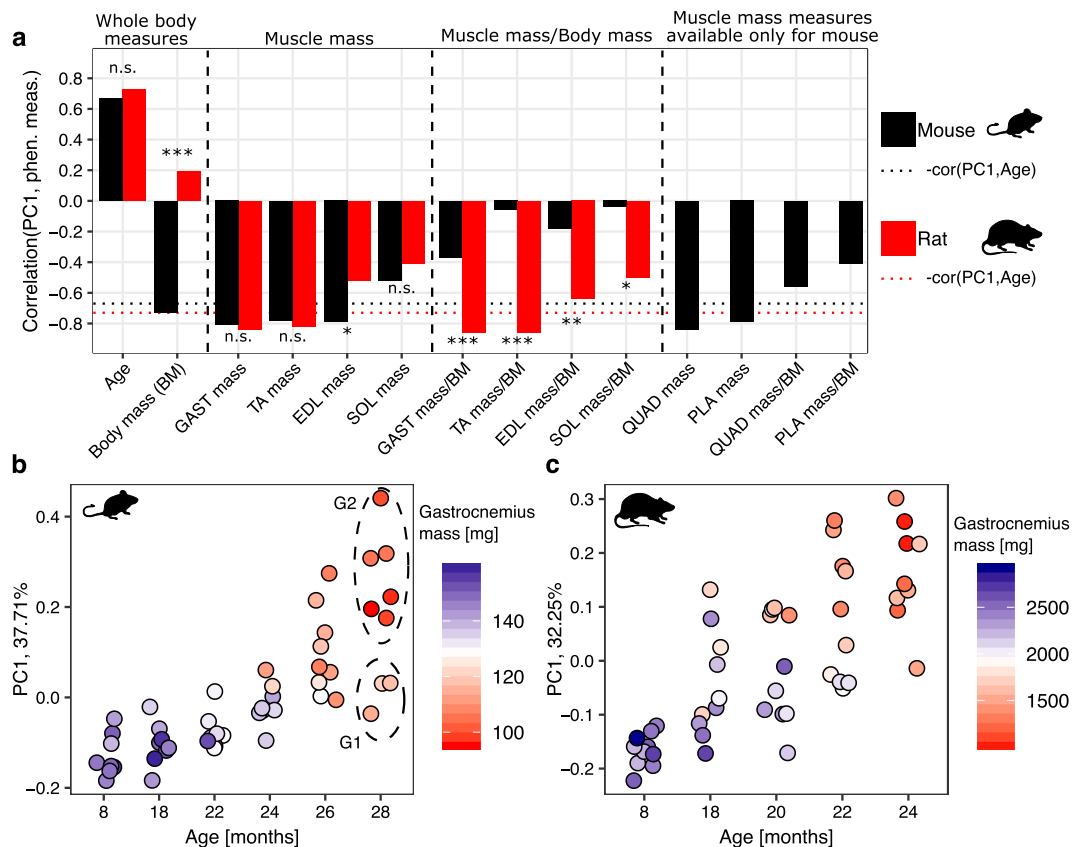 a
Whole body
measures
Muscle mass
Muscle mass/Body mass
Muscle mass measures
available only for mouse
Correlation(PC1, phen. meas.)
0.8
0.6
0.4
0.2
0.0
−0.2
−0.4
−0.6
−0.8
n.s.
***
n.s.
n.s.
*
n.s.
***
***
**
*
Age
Body mass (BM)
GAST mass
TA mass
EDL mass
SOL mass
GAST mass/BM
TA mass/BM
EDL mass/BM
SOL mass/BM
QUAD mass
PLA mass
QUAD mass/BM
PLA mass/BM
Mouse
-cor(PC1,Age)
Rat
-cor(PC1,Age)
b
PC1, 37.71%
0.4
0.2
0.0
−0.2
G2
G1
8
18
22
24
26
28
Age [months]
Gastrocnemius
mass [mg]
140
120
100
c
PC1, 32.25%
0.3
0.2
0.1
0.0
−0.1
−0.2
8
18
20
22
24
Age [months]
Gastrocnemius
mass [mg]
2500
2000
1500